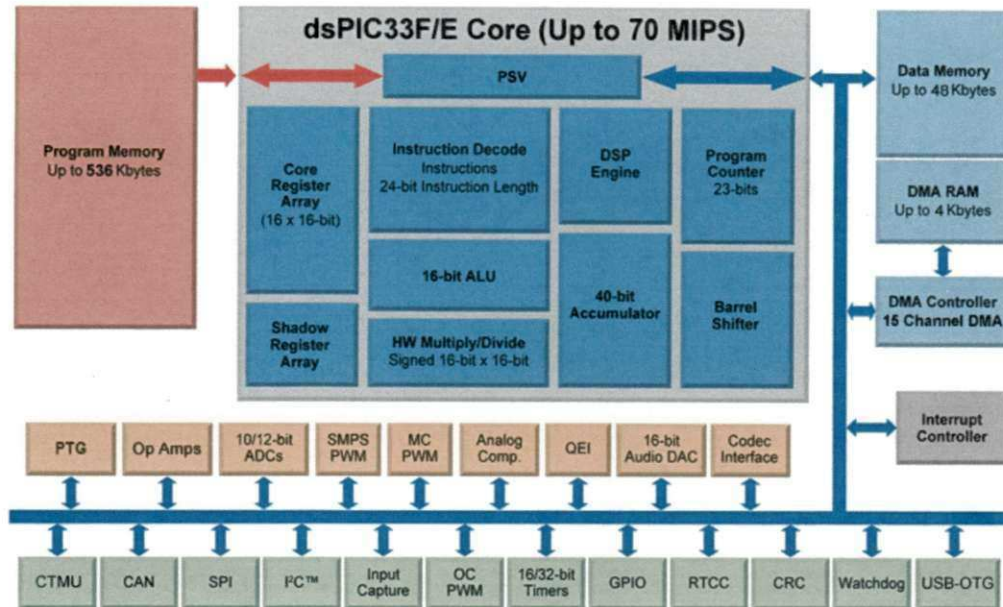 dsPIC33F/E Core (Up to 70 MIPS)
PSV
Program Memory
Up to 536 Kbytes
Core
Register
Array
(16 x 16-bit)
Instruction Decode
Instructions
24-bit Instruction Length
DSP
Engine
Program
Counter
23-bits
16-bit ALU
40-bit
Accumulator
Barrel
Shifter
Shadow
Register
Array
HW Multiply/Divide
Signed 16-bit x 16-bit
Data Memory
Up to 48 Kbytes
DMA RAM
Up to 4 Kbytes
DMA Controller
15 Channel DMA
Interrupt
Controller
PTG
Op Amps
10/12-bit
ADCs
SMPS
PWM
MC
PWM
Analog
Comp.
QEI
16-bit
Audio DAC
Codec
Interface
CTMU
CAN
SPI
I²C™
Input
Capture
OC
PWM
16/32-bit
Timers
GPIO
RTCC
CRC
Watchdog
USB-OTG